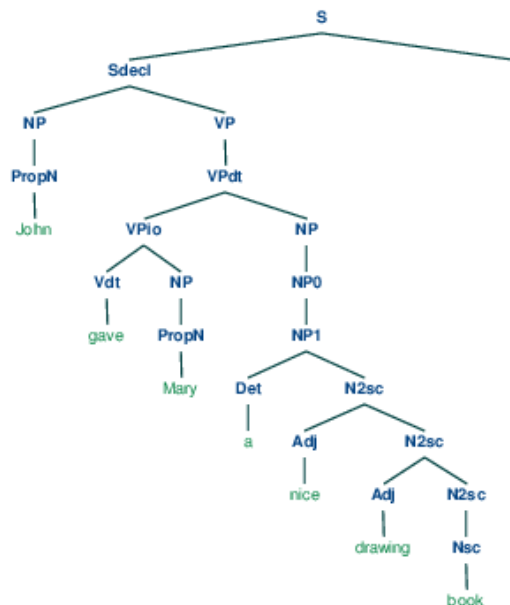 S
Sdecl
NP VP
PropN VPdt
John VPio NP
Vdt NP NP0
gave PropN NP1
Mary Det N2sc
a Adj N2sc
nice Adj N2sc
drawing Nsc
book